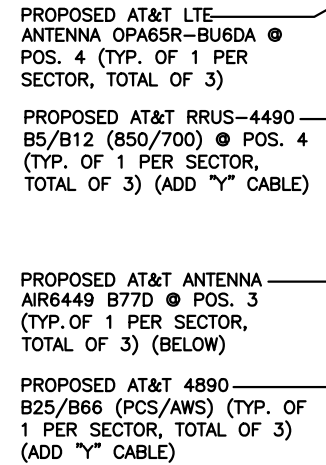 PROPOSED AT&T LTE
ANTENNA OPA65R-BU6DA @
POS. 4 (TYP. OF 1 PER
SECTOR, TOTAL OF 3)
PROPOSED AT&T RRUS-4490
B5/B12 (850/700) @ POS. 4
(TYP. OF 1 PER SECTOR,
TOTAL OF 3) (ADD "Y" CABLE)
PROPOSED AT&T ANTENNA
AIR6449 B77D @ POS. 3
(TYP. OF 1 PER SECTOR,
TOTAL OF 3) (BELOW)
PROPOSED AT&T 4890
B25/B66 (PCS/AWS) (TYP. OF
1 PER SECTOR, TOTAL OF 3)
(ADD "Y" CABLE)